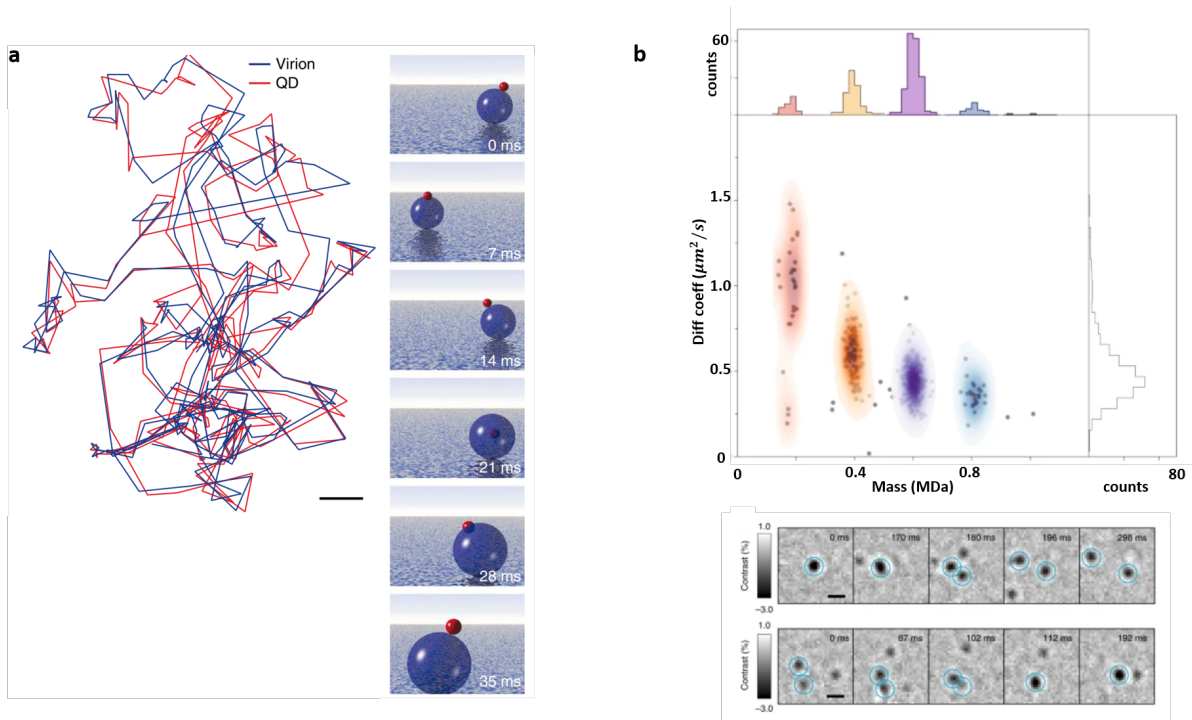 a
Virion
QD
0 ms
7 ms
14 ms
21 ms
28 ms
35 ms
b
60
counts
1.5
1.0
0.5
0
Diff coeff (μm²/s)
0
0.4
0.8
Mass (MDa)
counts
80
1.0
Contrast (%)
−3.0
0 ms
170 ms
180 ms
196 ms
298 ms
1.0
Contrast (%)
−3.0
0 ms
87 ms
102 ms
112 ms
192 ms